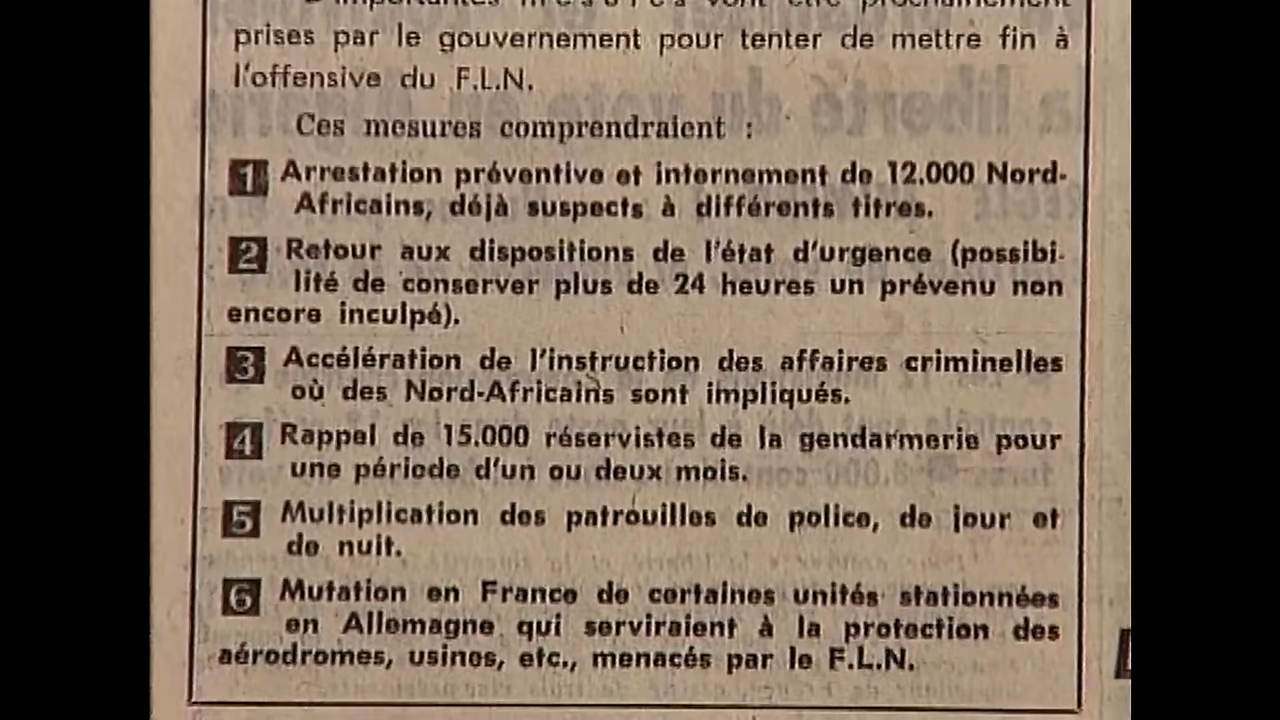 D'importantes mesures vont être prochainement
prises par le gouvernement pour tenter de mettre fin à
l'offensive du F.L.N.
Ces mesures comprendraient :
1 Arrestation préventive et internement de 12.000 Nord-
Africains, déjà suspects à différents titres.
2 Retour aux dispositions de l'état d'urgence (possibi-
lité de conserver plus de 24 heures un prévenu non
encore inculpé).
3 Accélération de l'instruction des affaires criminelles
où des Nord-Africains sont impliqués.
4 Rappel de 15.000 réservistes de la gendarmerie pour
une période d'un ou deux mois.
5 Multiplication des patrouilles de police, de jour et
de nuit.
6 Mutation en France de certaines unités stationnées
en Allemagne qui serviraient à la protection des
aérodromes, usines, etc., menacés par le F.L.N.